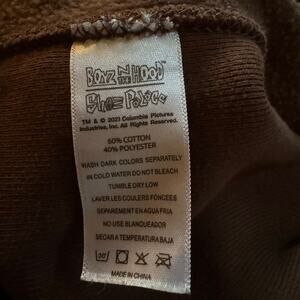 BOYZ N THE HOOD
Shoe Palace
TM & © 2021 Columbia Pictures
Industries, Inc. All Rights Reserved.
60% COTTON
40% POLYESTER
WASH DARK COLORS SEPARATELY
IN COLD WATER DO NOT BLEACH
TUMBLE DRY LOW
LAVER LES COULEURS FONCEES
SEPAREMENT EN AGUA FRIA
NO USE BLANQUEADOR
SECAR A TEMPERATURA BAJA
30°
MADE IN CHINA